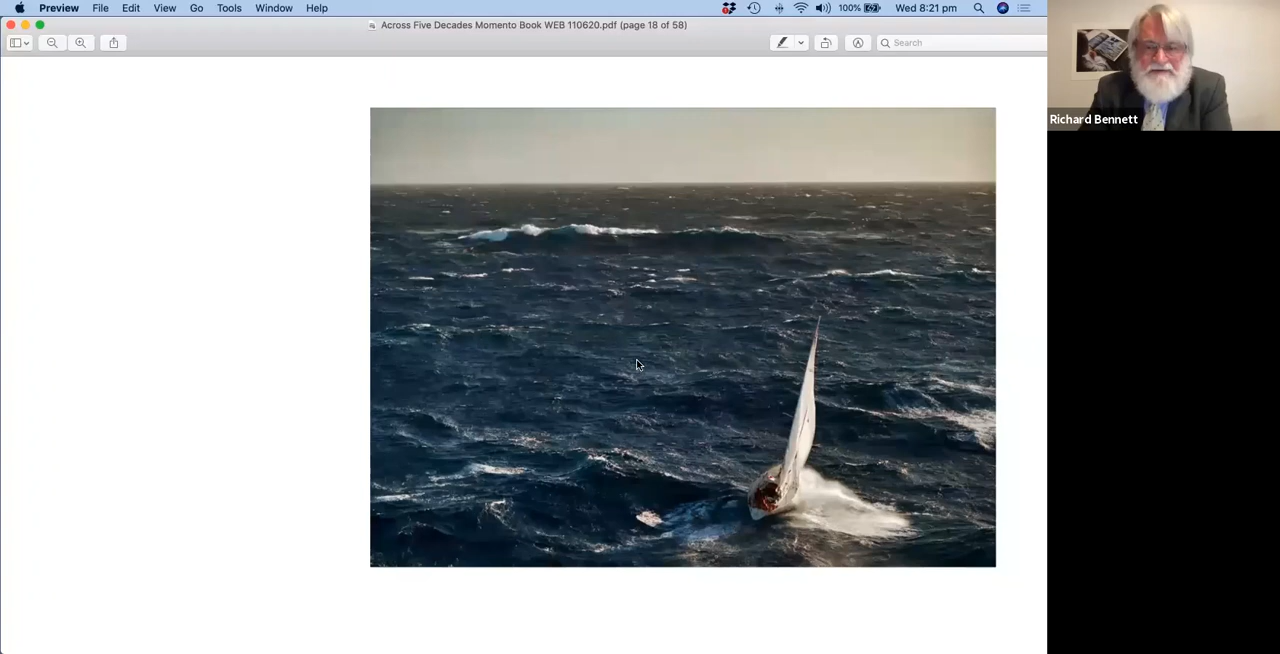 Preview File Edit View Go Tools Window Help 100% Wed 8:21 pm
Across Five Decades Momento Book WEB 110620.pdf (page 18 of 58)
Search
Richard Bennett